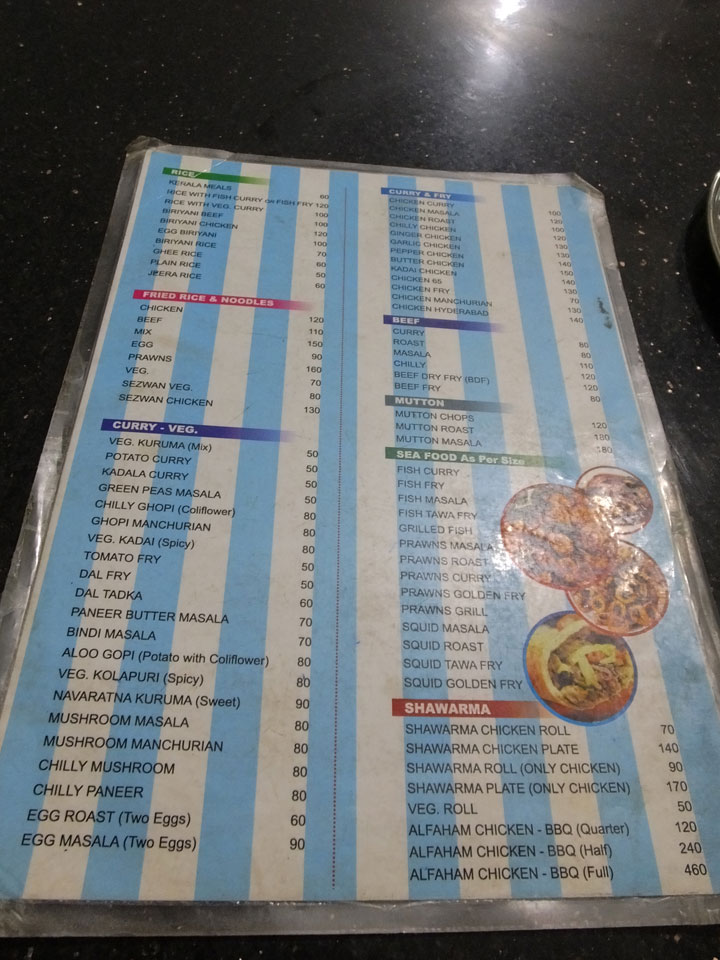 RICE
KERALA MEALS 60
RICE WITH FISH CURRY OR FISH FRY 120
RICE WITH VEG. CURRY 100
BIRIYANI BEEF 100
BIRIYANI CHICKEN 120
EGG BIRIYANI 100
BIRIYANI RICE 70
GHEE RICE 60
PLAIN RICE 50
JEERA RICE 60
FRIED RICE & NOODLES
CHICKEN 120
BEEF 110
MIX 150
EGG 90
PRAWNS 160
VEG. 70
SEZWAN VEG. 80
SEZWAN CHICKEN 130
CURRY - VEG.
VEG. KURUMA (Mix) 50
POTATO CURRY 50
KADALA CURRY 50
GREEN PEAS MASALA 50
CHILLY GHOPI (Coliflower) 80
GHOPI MANCHURIAN 80
VEG. KADAI (Spicy) 80
TOMATO FRY 50
DAL FRY 50
DAL TADKA 60
PANEER BUTTER MASALA 70
BINDI MASALA 70
ALOO GOPI (Potato with Coliflower) 80
VEG. KOLAPURI (Spicy) 80
NAVARATNA KURUMA (Sweet) 90
MUSHROOM MASALA 80
MUSHROOM MANCHURIAN 80
CHILLY MUSHROOM 80
CHILLY PANEER 80
EGG ROAST (Two Eggs) 60
EGG MASALA (Two Eggs) 90
CURRY & FRY
CHICKEN CURRY 100
CHICKEN MASALA 120
CHICKEN ROAST 100
CHILLY CHICKEN 120
GINGER CHICKEN 130
GARLIC CHICKEN 130
PEPPER CHICKEN 140
BUTTER CHICKEN 150
KADAI CHICKEN 140
CHICKEN 65 130
CHICKEN FRY 70
CHICKEN MANCHURIAN 130
CHICKEN HYDERABAD 140
BEEF
CURRY 80
ROAST 80
MASALA 110
CHILLY 120
BEEF DRY FRY (BDF) 120
BEEF FRY 80
MUTTON
MUTTON CHOPS 120
MUTTON ROAST 180
MUTTON MASALA 180
SEA FOOD As Per Size
FISH CURRY
FISH FRY
FISH MASALA
FISH TAWA FRY
GRILLED FISH
PRAWNS MASALA
PRAWNS ROAST
PRAWNS CURRY
PRAWNS GOLDEN FRY
PRAWNS GRILL
SQUID MASALA
SQUID ROAST
SQUID TAWA FRY
SQUID GOLDEN FRY
SHAWARMA
SHAWARMA CHICKEN ROLL 70
SHAWARMA CHICKEN PLATE 140
SHAWARMA ROLL (ONLY CHICKEN) 90
SHAWARMA PLATE (ONLY CHICKEN) 170
VEG. ROLL 50
ALFAHAM CHICKEN - BBQ (Quarter) 120
ALFAHAM CHICKEN - BBQ (Half) 240
ALFAHAM CHICKEN - BBQ (Full) 460